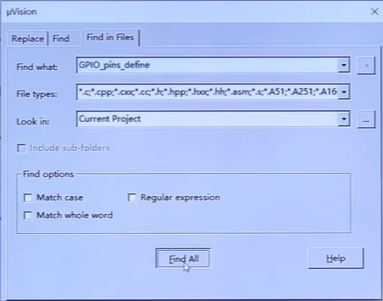 µVision
Replace Find Find in Files
Find what: GPIO_pins_define
File types: *.c;*.cpp;*.cxx;*.cc;*.h;*.hpp;*.hxx;*.hh;*.asm;*.s;*.A51;*.A251;*.A16
Look in: Current Project
Include sub-folders
Find options
Match case Regular expression
Match whole word
Find All Help